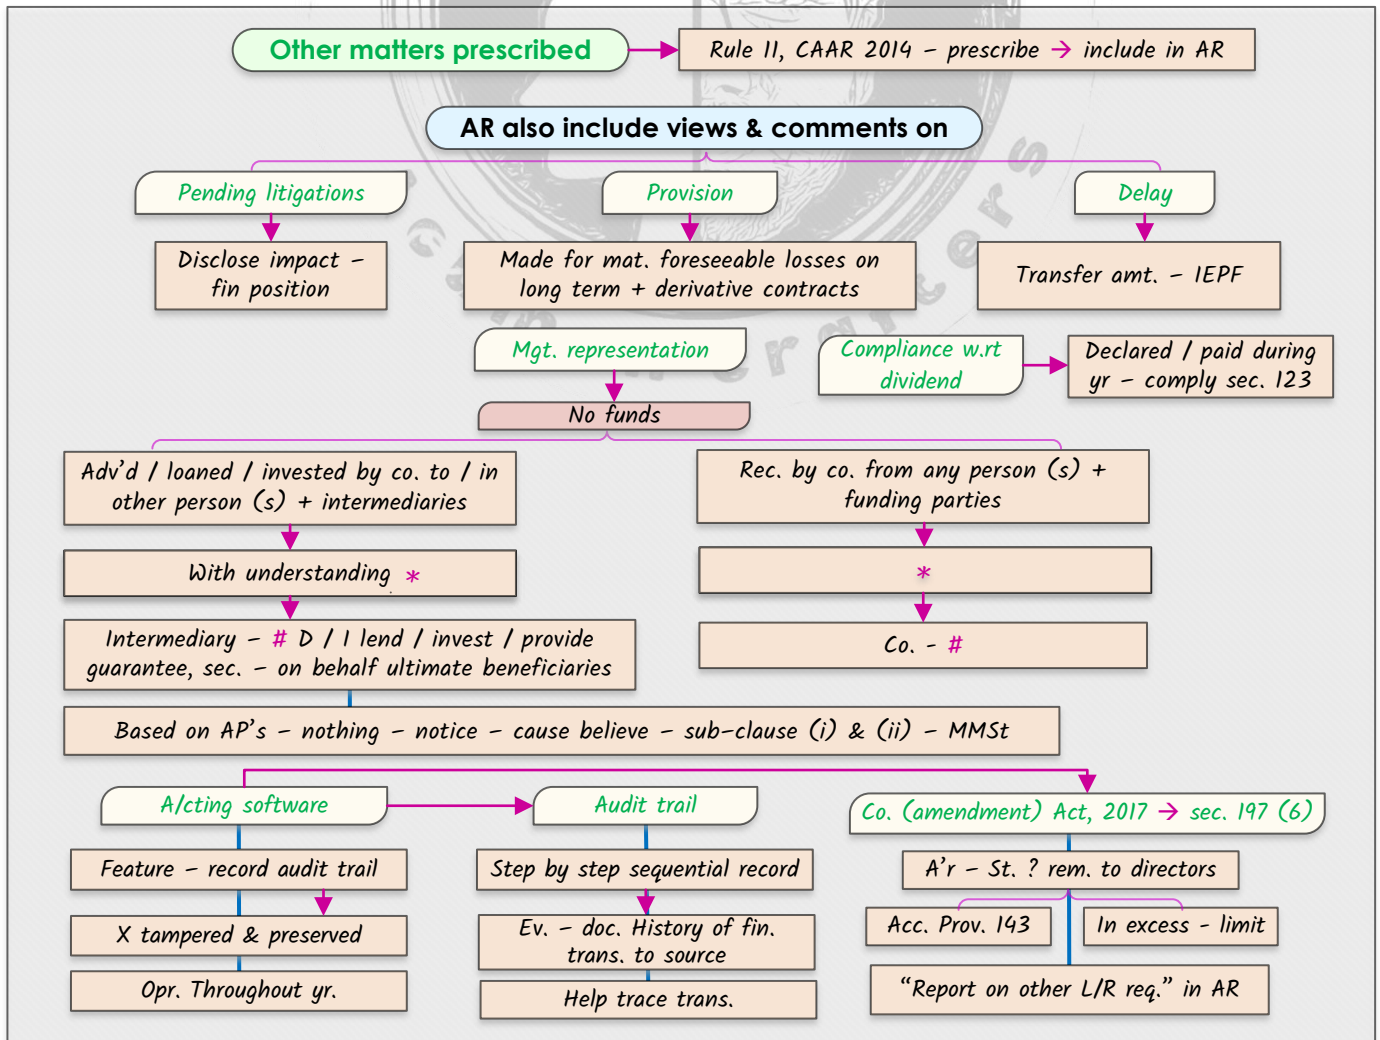 Other matters prescribed
Rule 11, CAAR 2014 – prescribe → include in AR
AR also include views & comments on
Pending litigations
Provision
Delay
Disclose impact –
fin position
Made for mat. foreseeable losses on
long term + derivative contracts
Transfer amt. – IEPF
Mgt. representation
Compliance w.rt
dividend
Declared / paid during
yr – comply sec. 123
No funds
Adv'd / loaned / invested by co. to / in
other person (s) + intermediaries
Rec. by co. from any person (s) +
funding parties
With understanding *
*
Intermediary – # D / I lend / invest / provide
guarantee, sec. – on behalf ultimate beneficiaries
Co. - #
Based on AP's – nothing – notice – cause believe – sub-clause (i) & (ii) – MMSt
A/cting software
Audit trail
Co. (amendment) Act, 2017 → sec. 197 (6)
Feature – record audit trail
Step by step sequential record
A'r – St. ? rem. to directors
X tampered & preserved
Ev. – doc. History of fin.
trans. to source
Acc. Prov. 143
In excess - limit
Opr. Throughout yr.
Help trace trans.
"Report on other L/R req." in AR